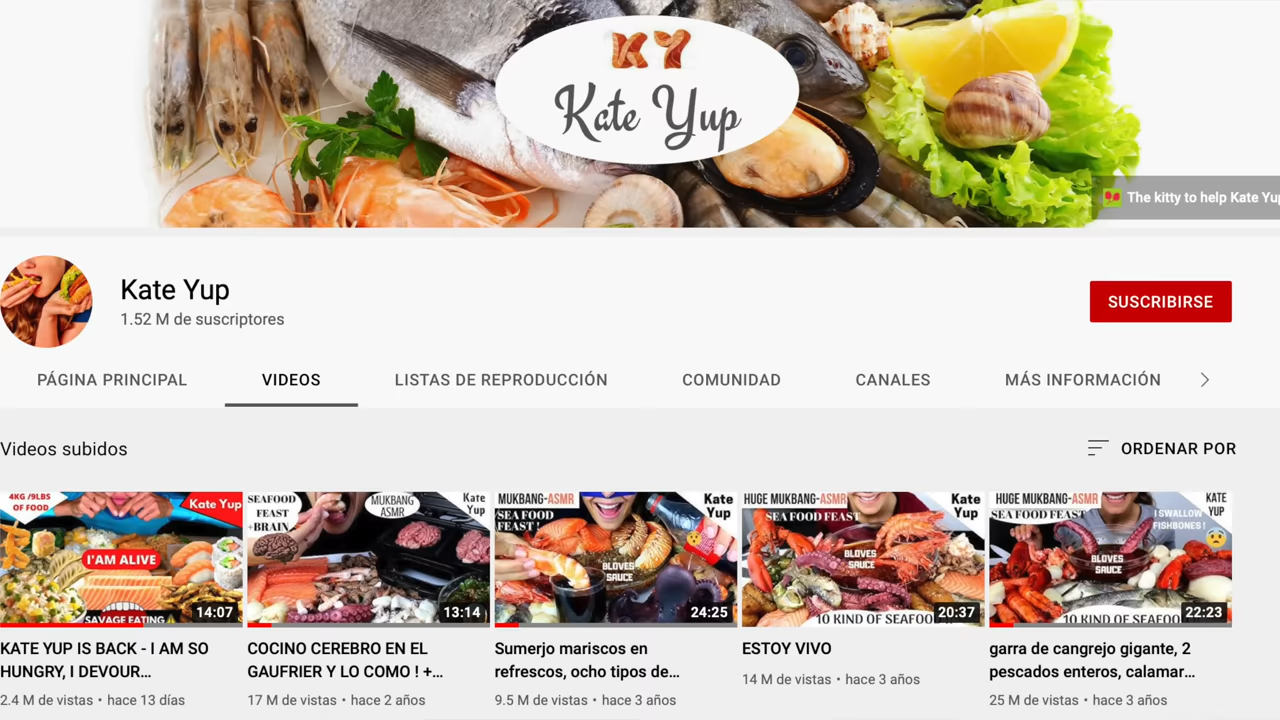 KY
Kate Yup
The kitty to help Kate Yup
Kate Yup
1.52 M de suscriptores
SUSCRIBIRSE
PÁGINA PRINCIPAL
VIDEOS
LISTAS DE REPRODUCCIÓN
COMUNIDAD
CANALES
MÁS INFORMACIÓN
Videos subidos
ORDENAR POR
4KG /9LBS
OF FOOD
Kate Yup
I'AM ALIVE
SAVAGE EATING
14:07
SEAFOOD
FEAST
+BRAIN
MUKBANG
ASMR
Kate
Yup
13:14
MUKBANG-ASMR
SEA FOOD
FEAST !
Kate
Yup
BLOVES
SAUCE
24:25
HUGE MUKBANG-ASMR
SEA FOOD FEAST
Kate
Yup
BLOVES
SAUCE
10 KIND OF SEAFOO
20:37
HUGE MUKBANG-ASMR
SEA FOOD FEAST
KATE
YUP
I SWALLOW
FISHBONES !
BLOVES
SAUCE
10 KIND OF SEAFOO
22:23
KATE YUP IS BACK - I AM SO
HUNGRY, I DEVOUR...
2.4 M de vistas • hace 13 días
COCINO CEREBRO EN EL
GAUFRIER Y LO COMO ! +...
17 M de vistas • hace 2 años
Sumerjo mariscos en
refrescos, ocho tipos de...
9.5 M de vistas • hace 3 años
ESTOY VIVO
14 M de vistas • hace 3 años
garra de cangrejo gigante, 2
pescados enteros, calamar...
25 M de vistas • hace 3 años